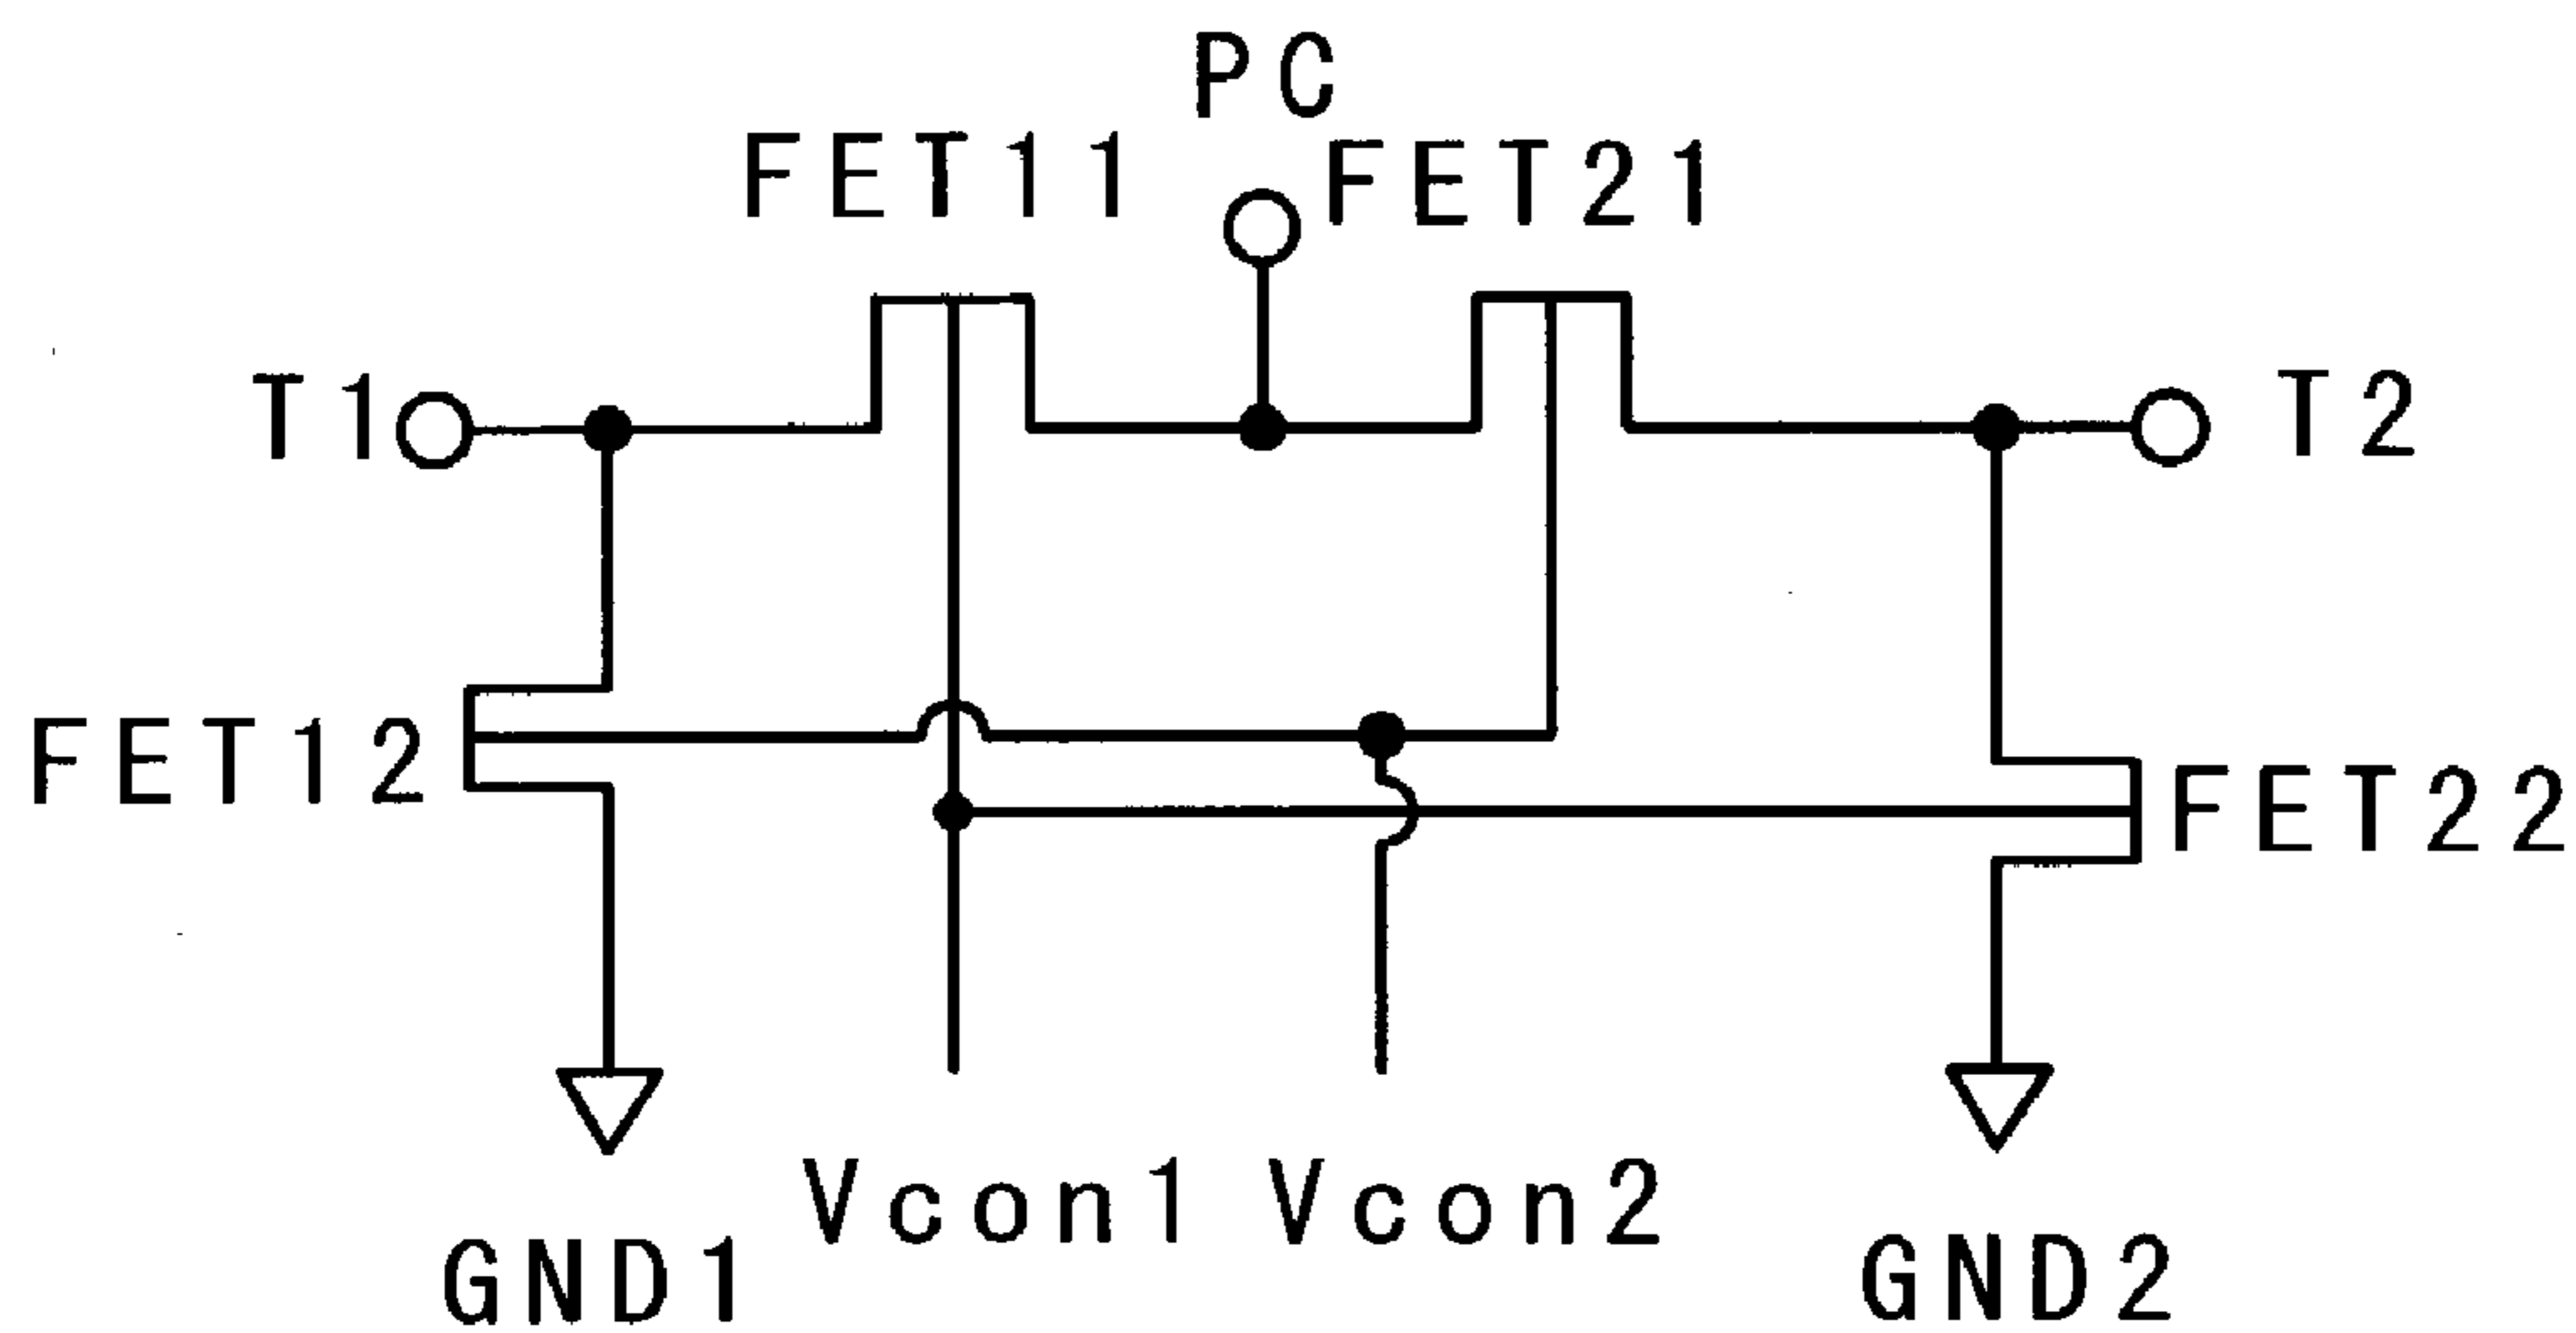 PC
FET11
FET21
T1
T2
FET12
FET22
Vcon1
Vcon2
GND1
GND2